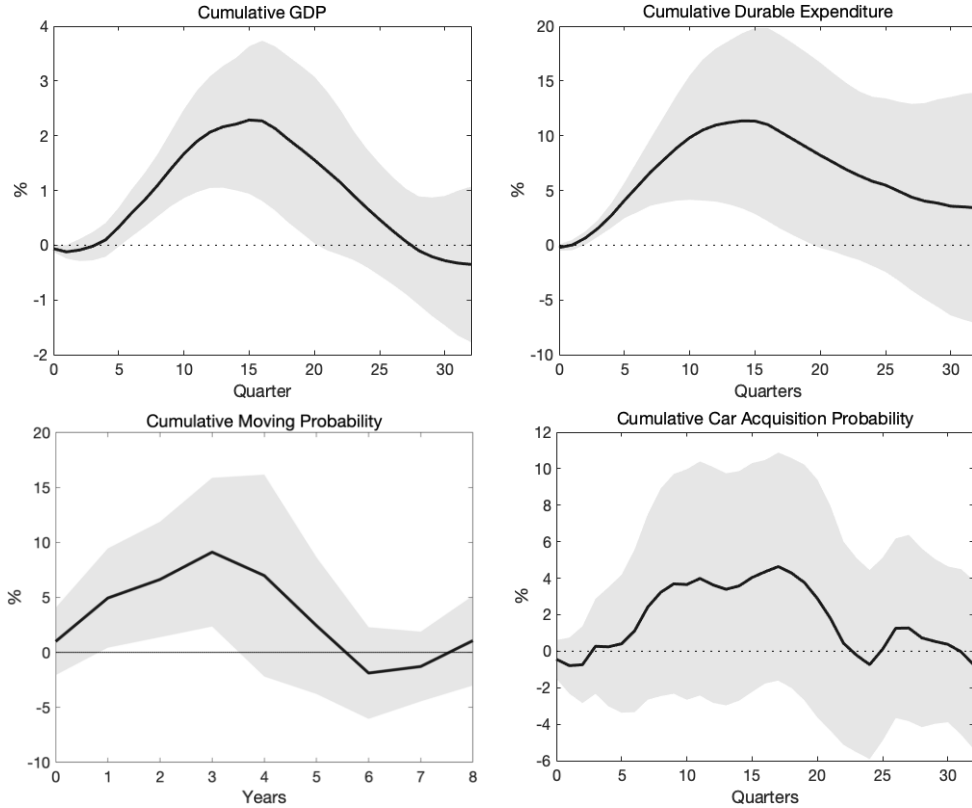 Cumulative GDP
4
3
2
1
0
-1
-2
%
0 5 10 15 20 25 30
Quarter
Cumulative Durable Expenditure
20
15
10
5
0
-5
-10
%
0 5 10 15 20 25 30
Quarters
Cumulative Moving Probability
20
15
10
5
0
-5
-10
%
0 1 2 3 4 5 6 7 8
Years
Cumulative Car Acquisition Probability
12
10
8
6
4
2
0
-2
-4
-6
%
0 5 10 15 20 25 30
Quarters